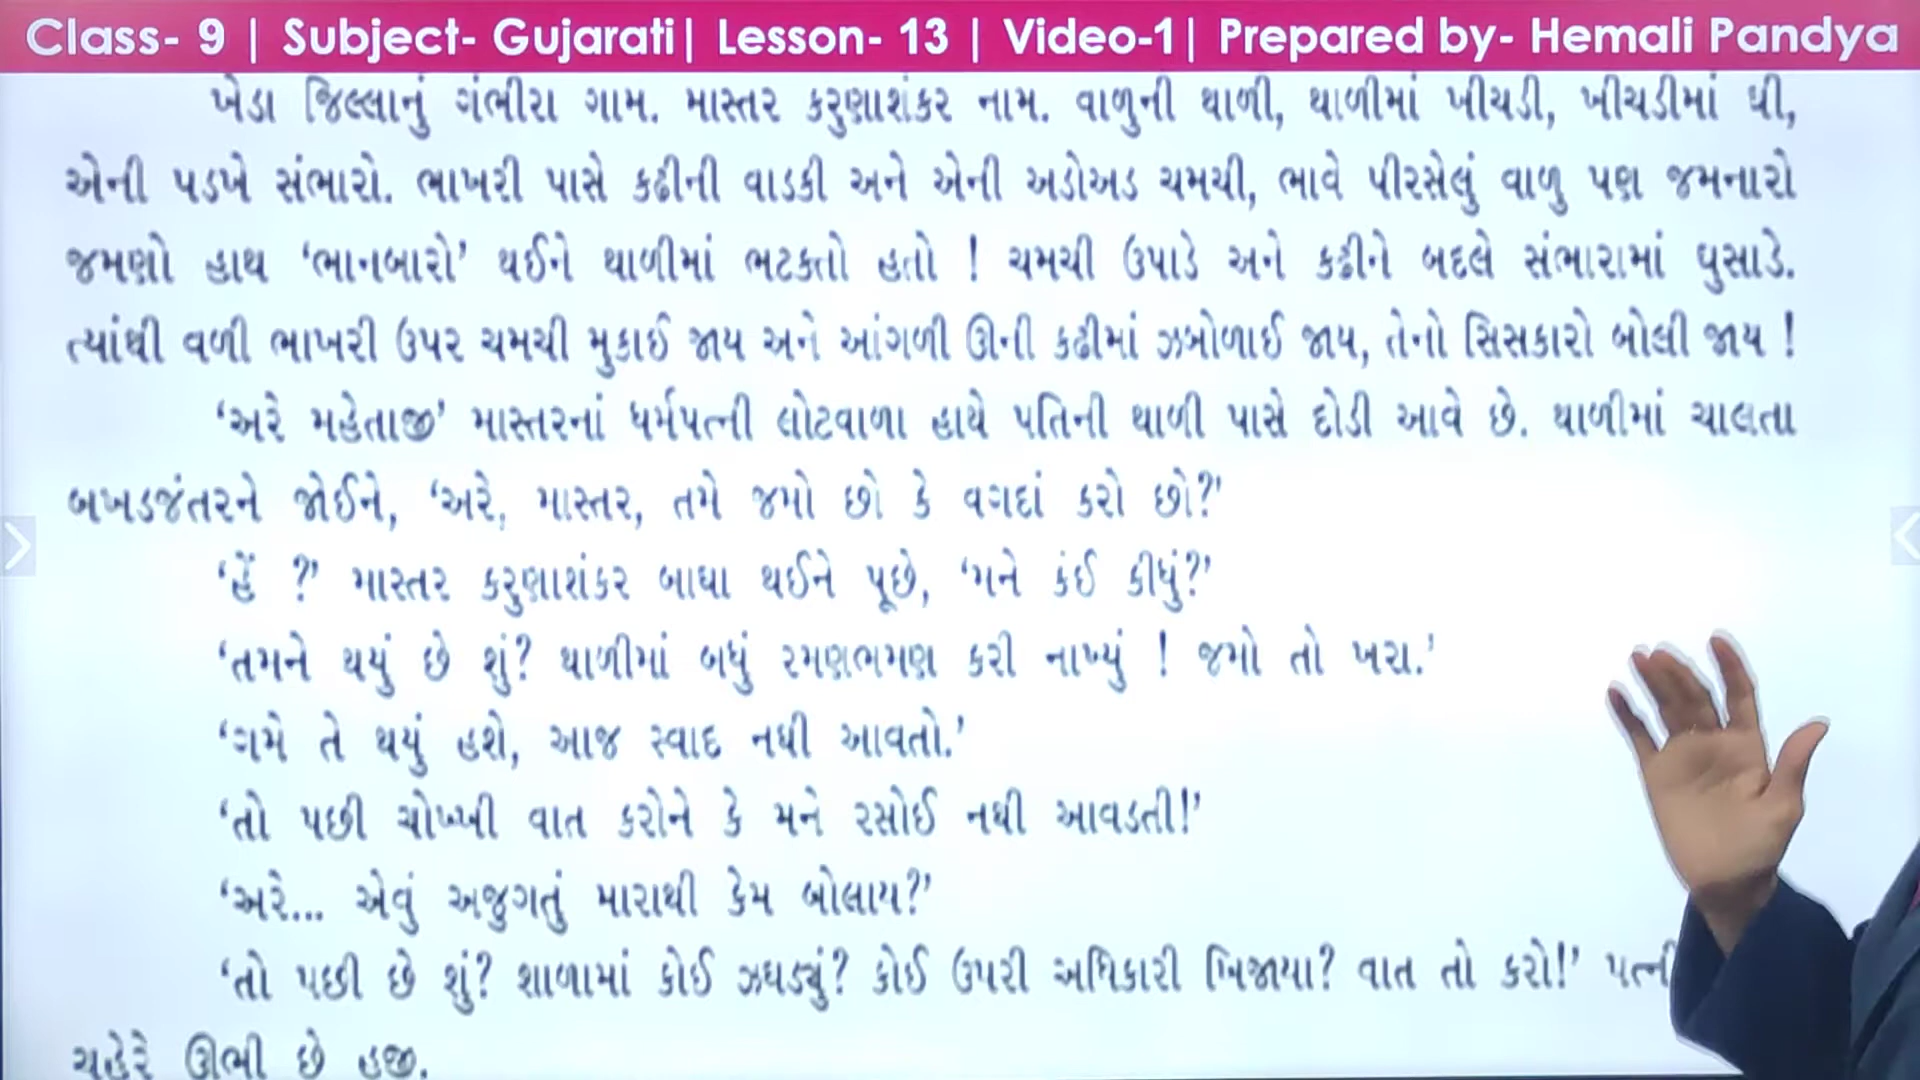 Class- 9 | Subject- Gujarati| Lesson- 13 | Video-1| Prepared by- Hemali Pandya
ખેડા જિલ્લાનું ગંભીરા ગામ. માસ્તર કરુણાશંકર નામ. વાળુની થાળી, થાળીમાં ખીચડી, ખીચડીમાં ઘી,
એની પડખે સંભારો. ભાખરી પાસે કઢીની વાડકી અને એની અડોઅડ ચમચી, ભાવે પીરસેલું વાળુ પણ જમનારો
જમણો હાથ ‘ભાનબારો’ થઈને થાળીમાં ભટકતો હતો ! ચમચી ઉપાડે અને કઢીને બદલે સંભારામાં ઘુસાડે.
ત્યાંથી વળી ભાખરી ઉપર ચમચી મુકાઈ જાય અને આંગળી ઊની કઢીમાં ઝબોળાઈ જાય, તેનો સિસકારો બોલી જાય !
‘અરે મહેતાજી’ માસ્તરનાં ધર્મપત્ની લોટવાળા હાથે પતિની થાળી પાસે દોડી આવે છે. થાળીમાં ચાલતા
બખડજંતરને જોઈને, ‘અરે, માસ્તર, તમે જમો છો કે વગદાં કરો છો?’
‘હેં ?’ માસ્તર કરુણાશંકર બાઘા થઈને પૂછે, ‘મને કંઈ કીધું?’
‘તમને થયું છે શું? થાળીમાં બધું રમણભમણ કરી નાખ્યું ! જમો તો ખરા.’
‘ગમે તે થયું હશે, આજ સ્વાદ નથી આવતો.’
‘તો પછી ચોખ્ખી વાત કરોને કે મને રસોઈ નથી આવડતી!’
‘અરે... એવું અજુગતું મારાથી કેમ બોલાય?’
‘તો પછી છે શું? શાળામાં કોઈ ઝઘડ્યું? કોઈ ઉપરી અધિકારી ખિજાયા? વાત તો કરો!’ પત્ની
ચહેરે ઊભી છે હજી.